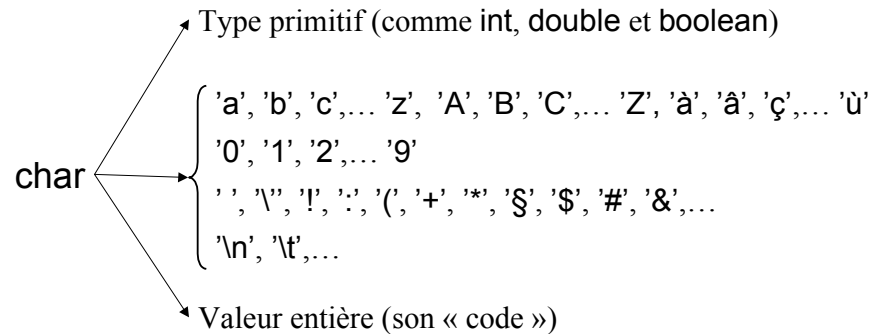 Type primitif (comme int, double et boolean)
’a’, ’b’, ’c’,… ’z’, ’A’, ’B’, ’C’,… ’Z’, ’à’, ’â’, ’ç’,… ’ù’
’0’, ’1’, ’2’,… ’9’
char
’ ’, ’\’’, ’!’, ’:’, ’(’, ’+’, ’*’, ’§’, ’$’, ’#’, ’&’,…
’\n’, ’\t’,…
Valeur entière (son « code »)